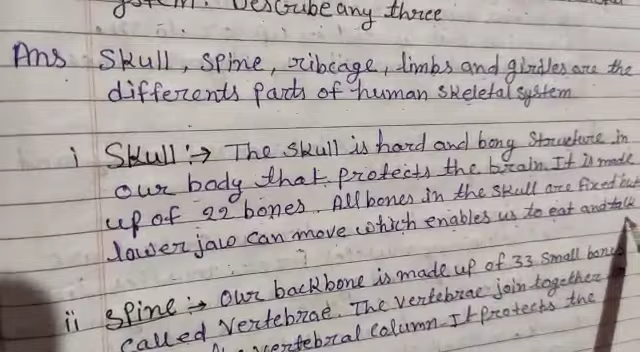 Describe any three
Ans Skull, Spine, ribcage, limbs and girdles are the
differents parts of human skeletal system
i Skull :→ The skull is hard and bony structure in
our body that protects the brain. It is made
up of 22 bones. All bones in the skull are fixed but
lower jaw can move which enables us to eat and talk
ii Spine :→ Our backbone is made up of 33 small bones
called vertebrae. The vertebrae join together
vertebral column. It protects the